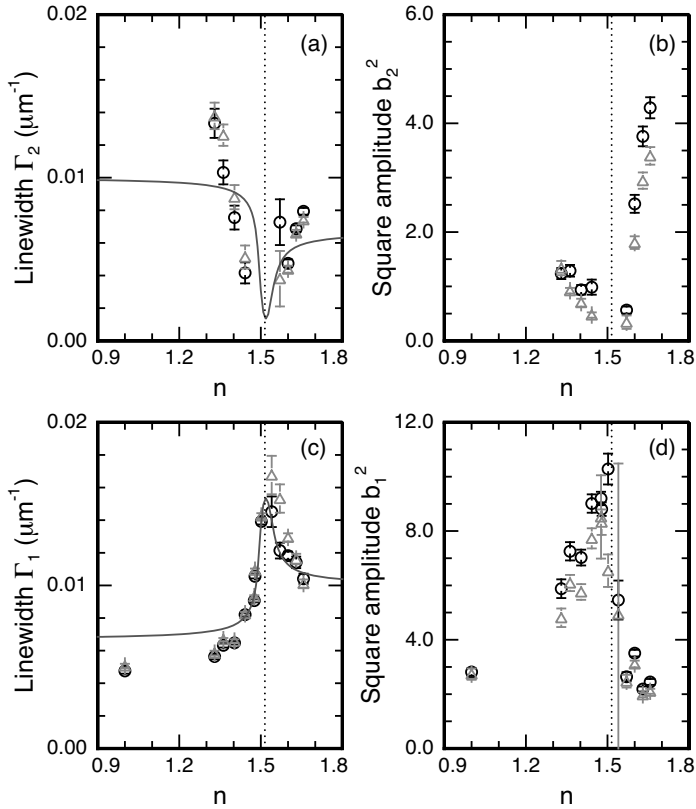 (a)
Linewidth Γ₂ (μm⁻¹)
0.02
0.01
0.00
0.9 1.2 1.5 1.8
n
(b)
Square amplitude b₂²
6.0
4.0
2.0
0.0
0.9 1.2 1.5 1.8
n
(c)
Linewidth Γ₁ (μm⁻¹)
0.02
0.01
0.00
0.9 1.2 1.5 1.8
n
(d)
Square amplitude b₁²
12.0
8.0
4.0
0.0
0.9 1.2 1.5 1.8
n